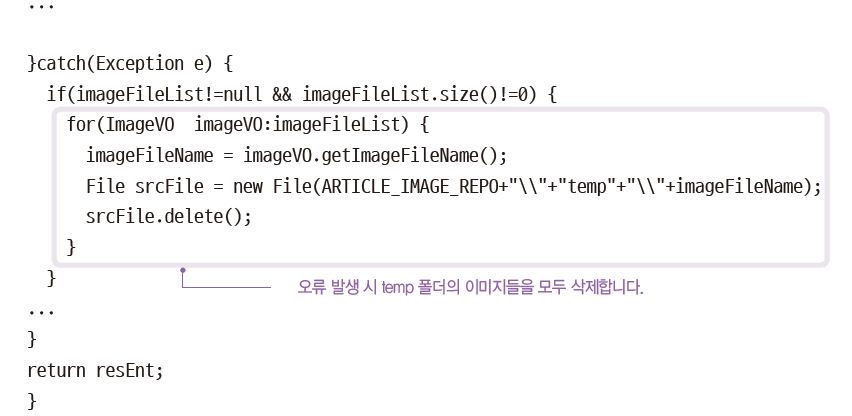 ...
}catch(Exception e) {
if(imageFileList!=null && imageFileList.size()!=0) {
for(ImageVO  imageVO:imageFileList) {
imageFileName = imageVO.getImageFileName();
File srcFile = new File(ARTICLE_IMAGE_REPO+"\\"+"temp"+"\\"+imageFileName);
srcFile.delete();
}
}
오류 발생 시 temp 폴더의 이미지들을 모두 삭제합니다.
...
}
return resEnt;
}